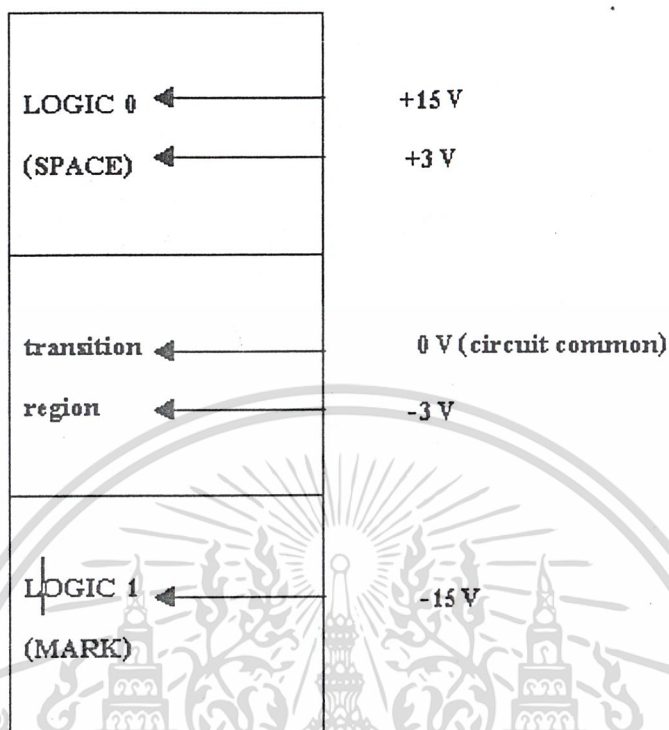 LOGIC 0 +15 V
(SPACE) +3 V
transition 0 V (circuit common)
region -3 V
LOGIC 1 -15 V
(MARK)